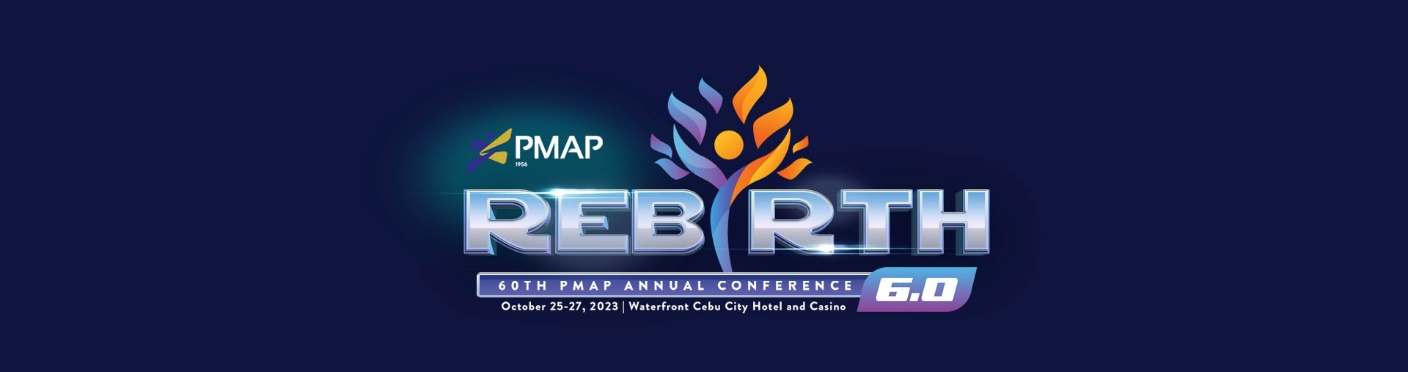 PMAP
1956
REBIRTH
60TH PMAP ANNUAL CONFERENCE
6.0
October 25-27, 2023 | Waterfront Cebu City Hotel and Casino